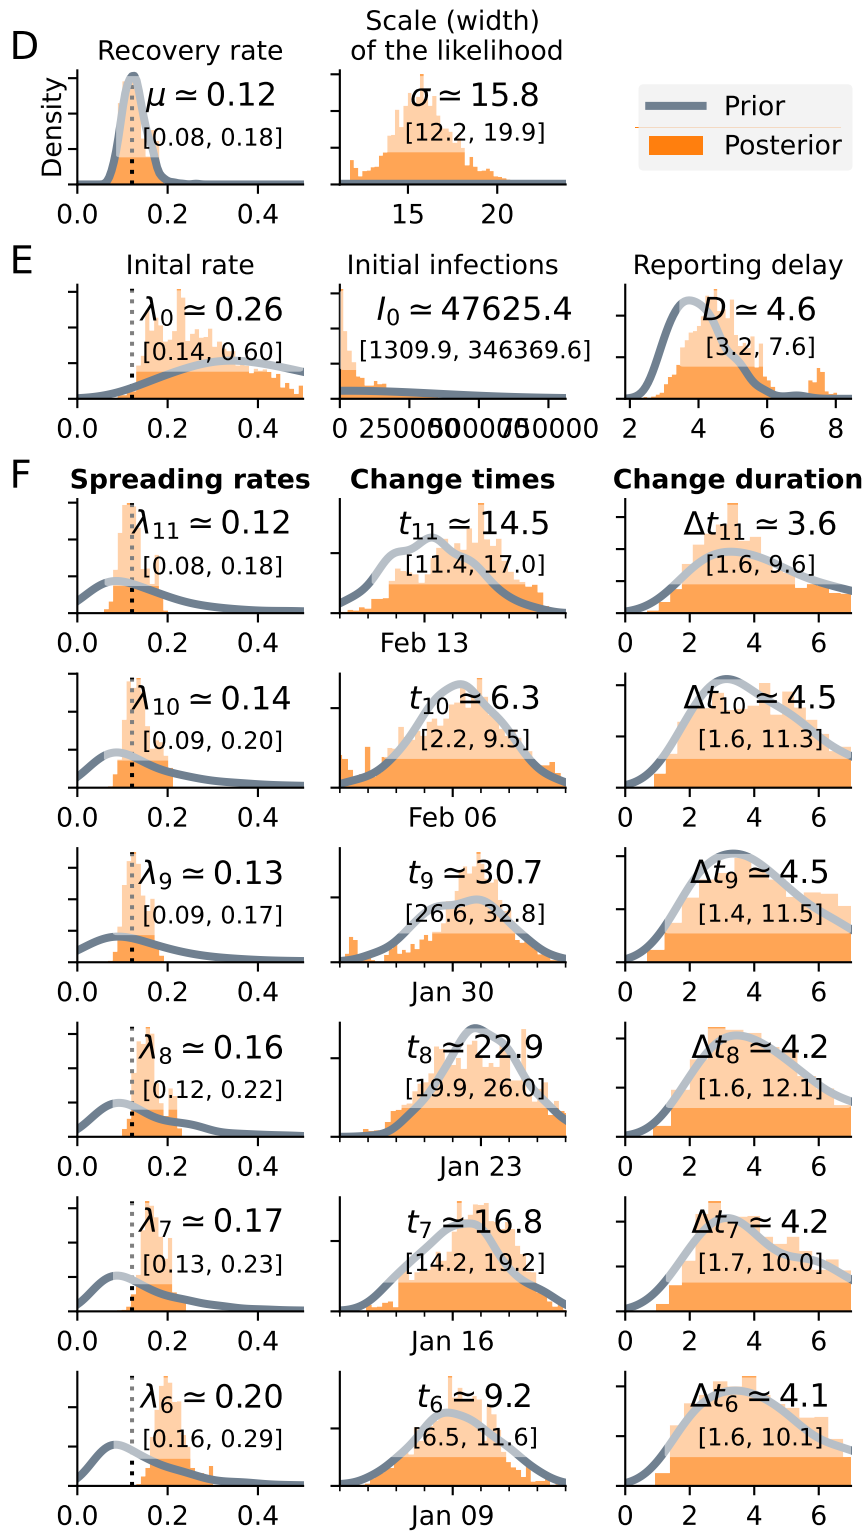 D
Recovery rate
Scale (width)
of the likelihood
Density
μ ≃ 0.12
[0.08, 0.18]
σ ≃ 15.8
[12.2, 19.9]
Prior
Posterior
0.0 0.2 0.4
15 20
E
Inital rate
Initial infections
Reporting delay
λ0 ≃ 0.26
[0.14, 0.60]
I0 ≃ 47625.4
[1309.9, 346369.6]
D ≃ 4.6
[3.2, 7.6]
0.0 0.2 0.4
0 250000 500000 750000
2 4 6 8
F
Spreading rates
Change times
Change duration
λ11 ≃ 0.12
[0.08, 0.18]
t11 ≃ 14.5
[11.4, 17.0]
Δt11 ≃ 3.6
[1.6, 9.6]
0.0 0.2 0.4
Feb 13
0 2 4 6
λ10 ≃ 0.14
[0.09, 0.20]
t10 ≃ 6.3
[2.2, 9.5]
Δt10 ≃ 4.5
[1.6, 11.3]
0.0 0.2 0.4
Feb 06
0 2 4 6
λ9 ≃ 0.13
[0.09, 0.17]
t9 ≃ 30.7
[26.6, 32.8]
Δt9 ≃ 4.5
[1.4, 11.5]
0.0 0.2 0.4
Jan 30
0 2 4 6
λ8 ≃ 0.16
[0.12, 0.22]
t8 ≃ 22.9
[19.9, 26.0]
Δt8 ≃ 4.2
[1.6, 12.1]
0.0 0.2 0.4
Jan 23
0 2 4 6
λ7 ≃ 0.17
[0.13, 0.23]
t7 ≃ 16.8
[14.2, 19.2]
Δt7 ≃ 4.2
[1.7, 10.0]
0.0 0.2 0.4
Jan 16
0 2 4 6
λ6 ≃ 0.20
[0.16, 0.29]
t6 ≃ 9.2
[6.5, 11.6]
Δt6 ≃ 4.1
[1.6, 10.1]
0.0 0.2 0.4
Jan 09
0 2 4 6